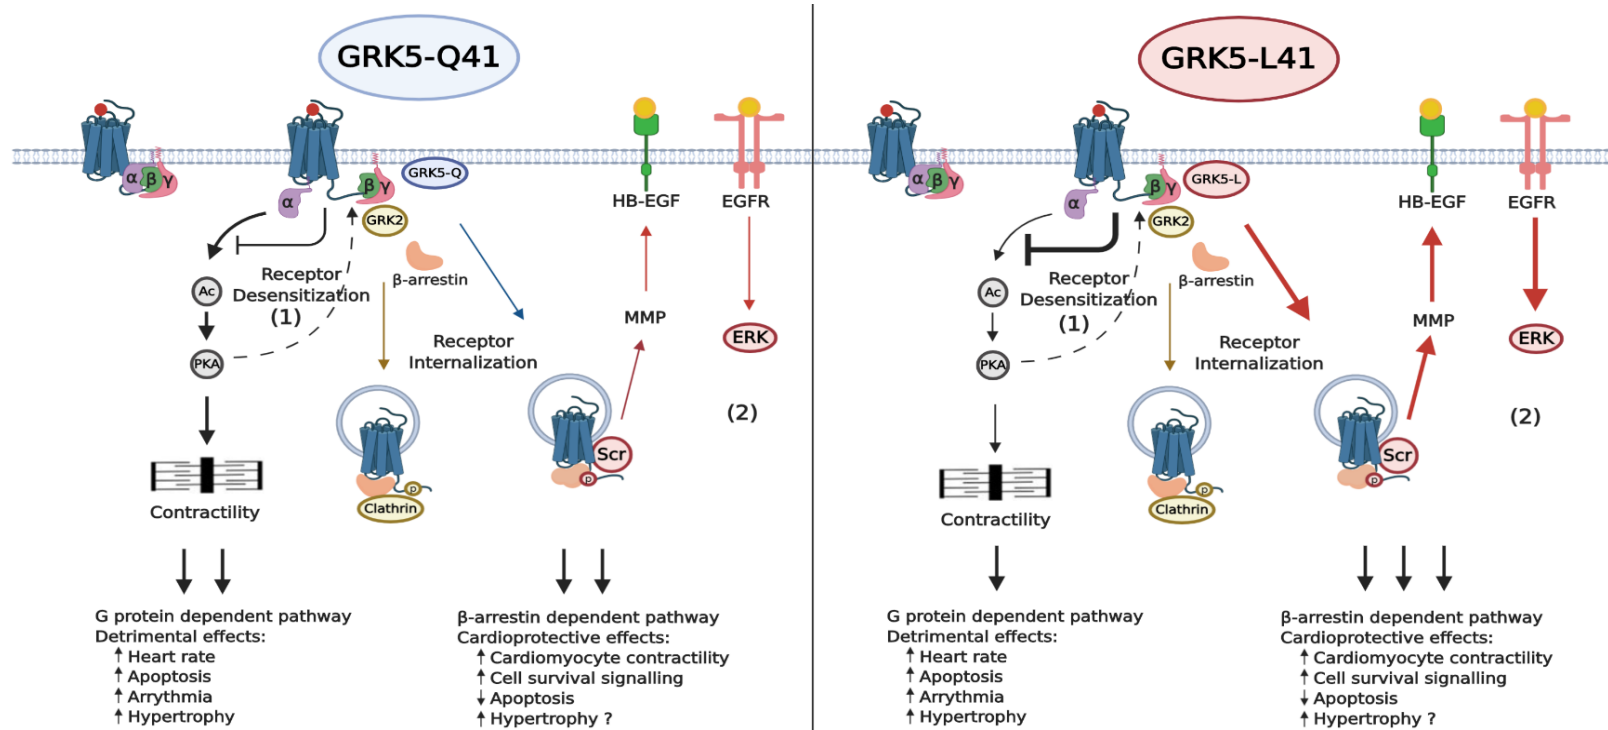 GRK5-Q41
α
β
γ
GRK5-Q
α
β
γ
GRK2
HB-EGF
EGFR
Receptor
Desensitization
(1)
β-arrestin
Ac
PKA
MMP
ERK
Receptor
Internalization
(2)
Scr
p
p
Clathrin
Contractility
G protein dependent pathway
Detrimental effects:
↑ Heart rate
↑ Apoptosis
↑ Arrythmia
↑ Hypertrophy
β-arrestin dependent pathway
Cardioprotective effects:
↑ Cardiomyocyte contractility
↑ Cell survival signalling
↓ Apoptosis
↑ Hypertrophy ?
GRK5-L41
α
β
γ
GRK5-L
α
β
γ
GRK2
HB-EGF
EGFR
Receptor
Desensitization
(1)
β-arrestin
Ac
PKA
MMP
ERK
Receptor
Internalization
(2)
Scr
p
p
Clathrin
Contractility
G protein dependent pathway
Detrimental effects:
↑ Heart rate
↑ Apoptosis
↑ Arrythmia
↑ Hypertrophy
β-arrestin dependent pathway
Cardioprotective effects:
↑ Cardiomyocyte contractility
↑ Cell survival signalling
↓ Apoptosis
↑ Hypertrophy ?